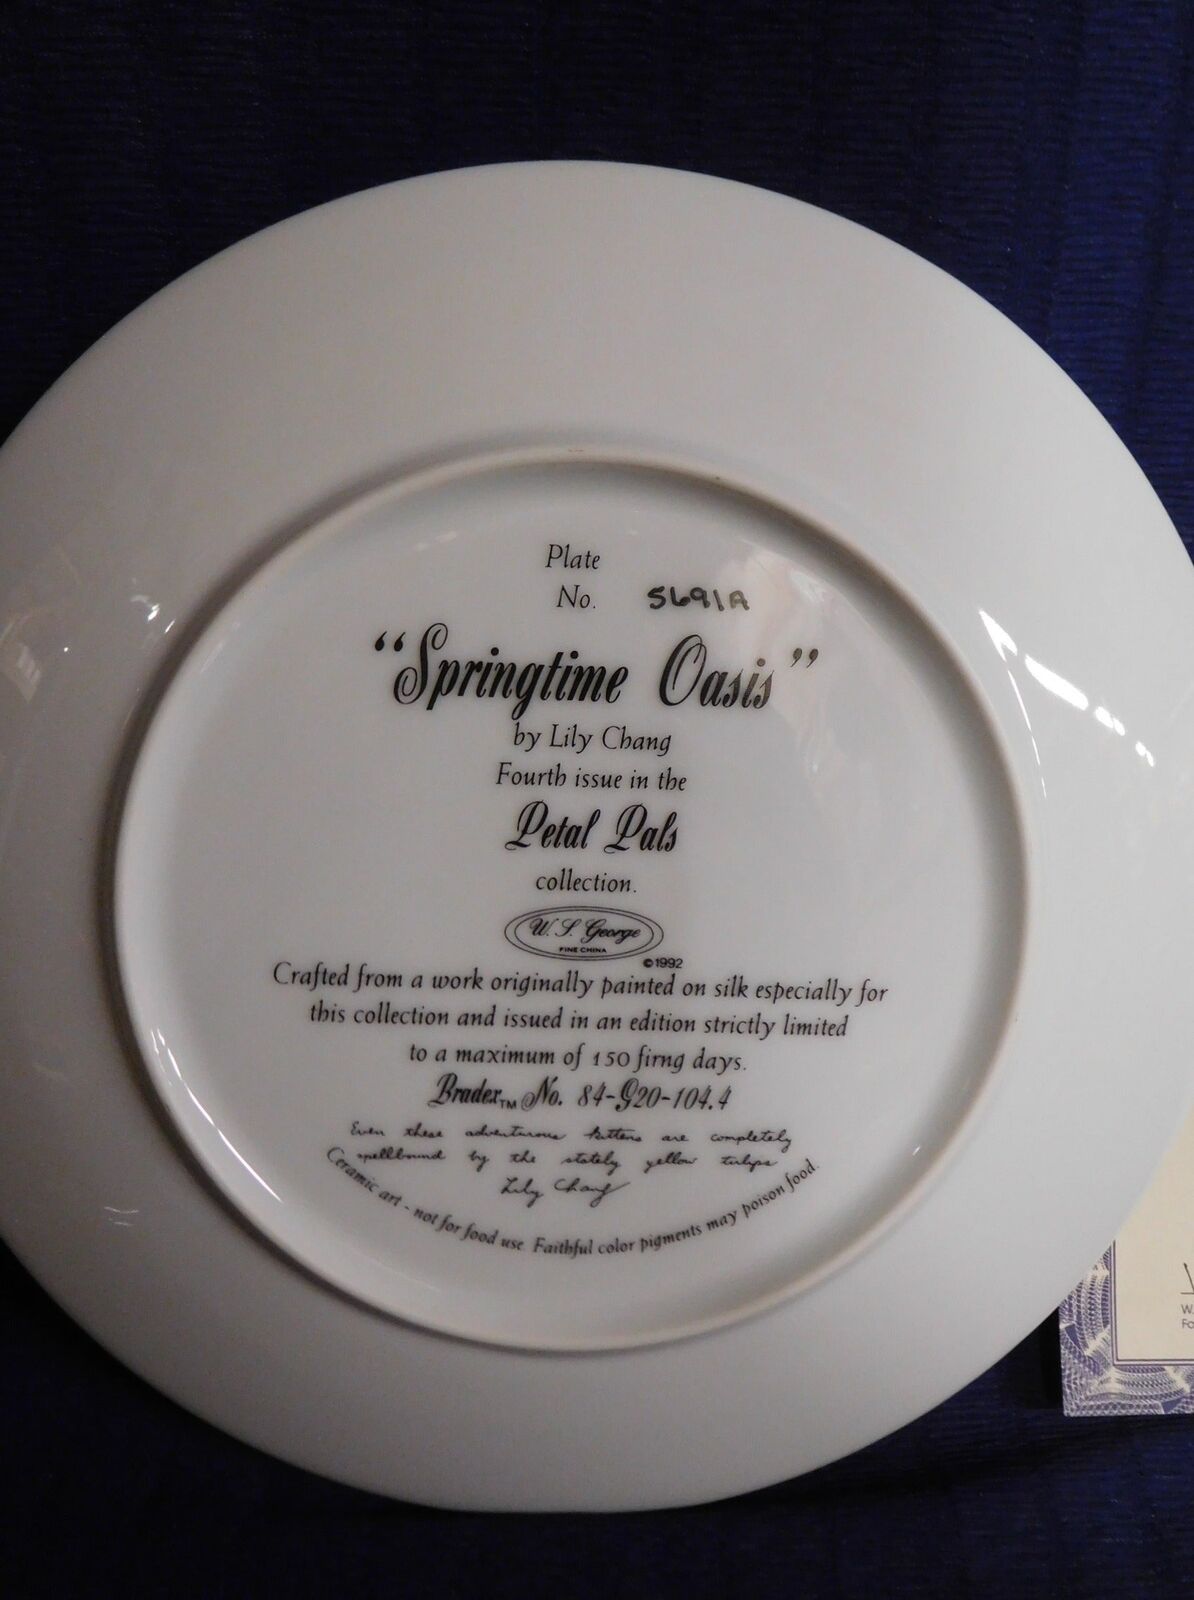 Plate
No. 5691A
“Springtime Oasis”
by Lily Chang
Fourth issue in the
Petal Pals
collection.
W. S. George
FINE CHINA
©1992
Crafted from a work originally painted on silk especially for
this collection and issued in an edition strictly limited
to a maximum of 150 firng days.
Bradex™ No. 84-G20-104.4
Even these adventurous kittens are completely
spellbound by the stately yellow tulips
Lily Chang
Ceramic art - not for food use. Faithful color pigments may poison food.
W.
Fo